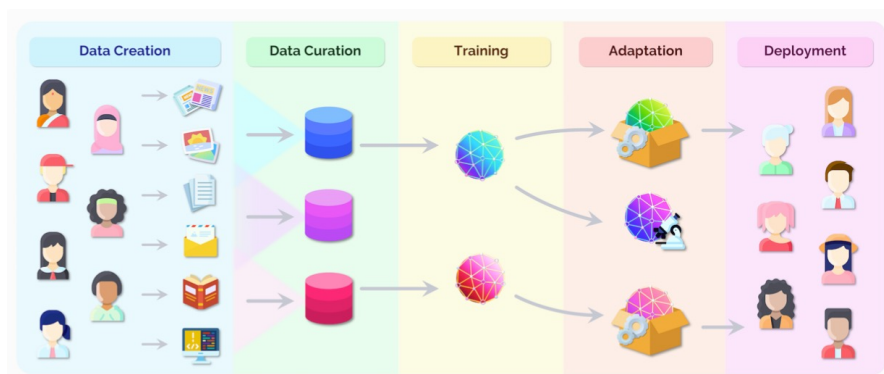 Data Creation
Data Curation
Training
Adaptation
Deployment